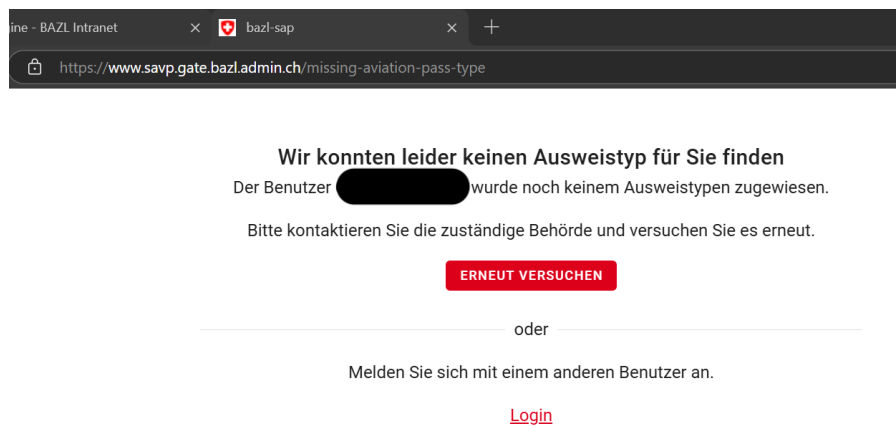 ine - BAZL Intranet
bazl-sap
https://www.savp.gate.bazl.admin.ch/missing-aviation-pass-type
Wir konnten leider keinen Ausweistyp für Sie finden
Der Benutzer wurde noch keinem Ausweistypen zugewiesen.
Bitte kontaktieren Sie die zuständige Behörde und versuchen Sie es erneut.
ERNEUT VERSUCHEN
oder
Melden Sie sich mit einem anderen Benutzer an.
Login